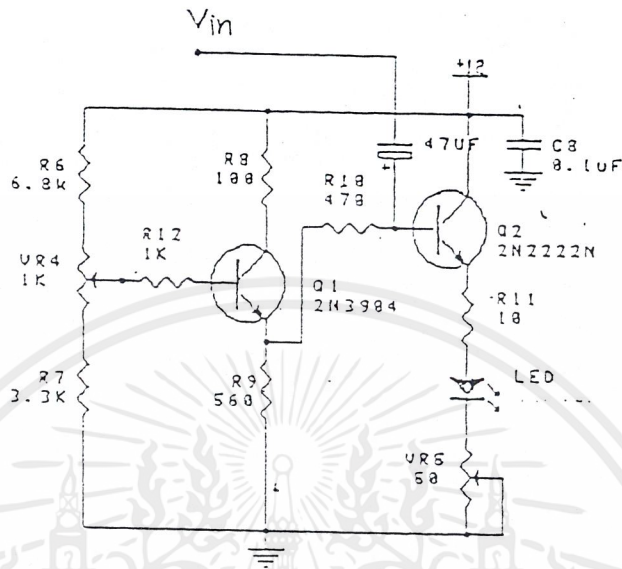 Vin
+12
47UF
C8
0.1UF
R6
6.8K
R8
100
R10
470
Q2
2N2222N
R12
1K
VR4
1K
Q1
2N3904
R11
10
R7
3.3K
R9
560
LED
VR5
50